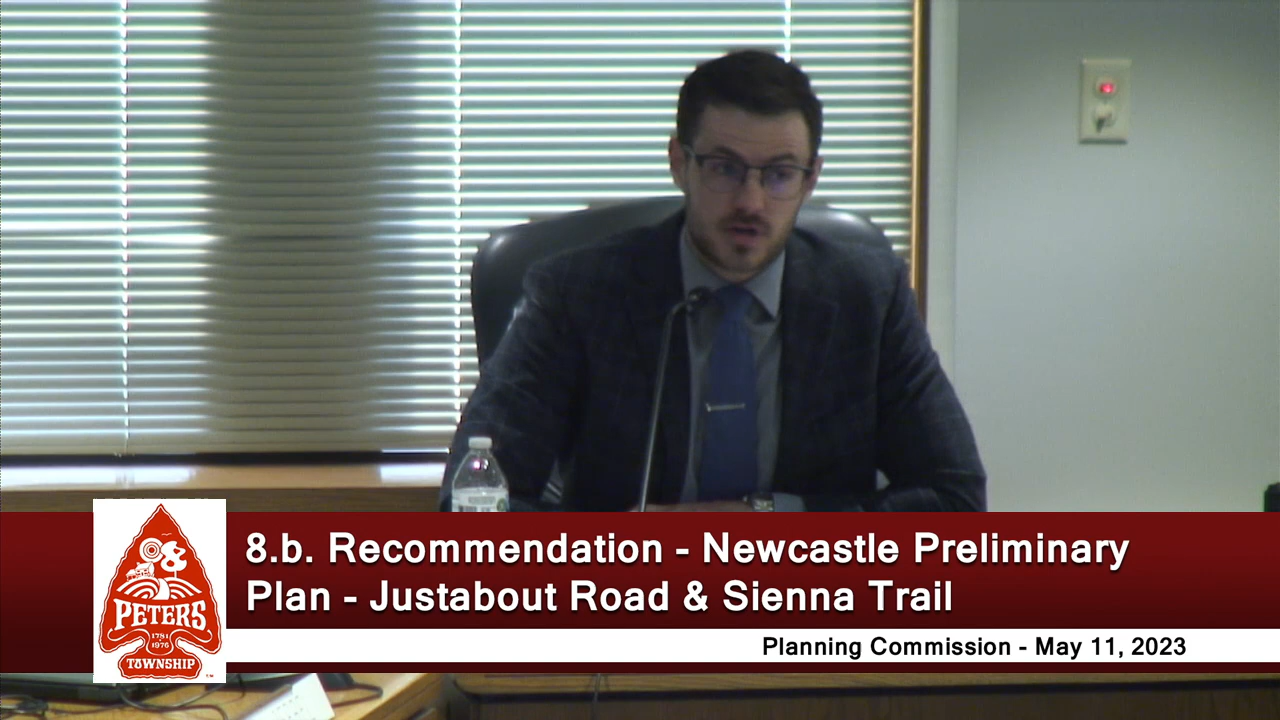 8.b. Recommendation - Newcastle Preliminary
Plan - Justabout Road & Sienna Trail
Planning Commission - May 11, 2023
PETERS
1781
1976
TOWNSHIP